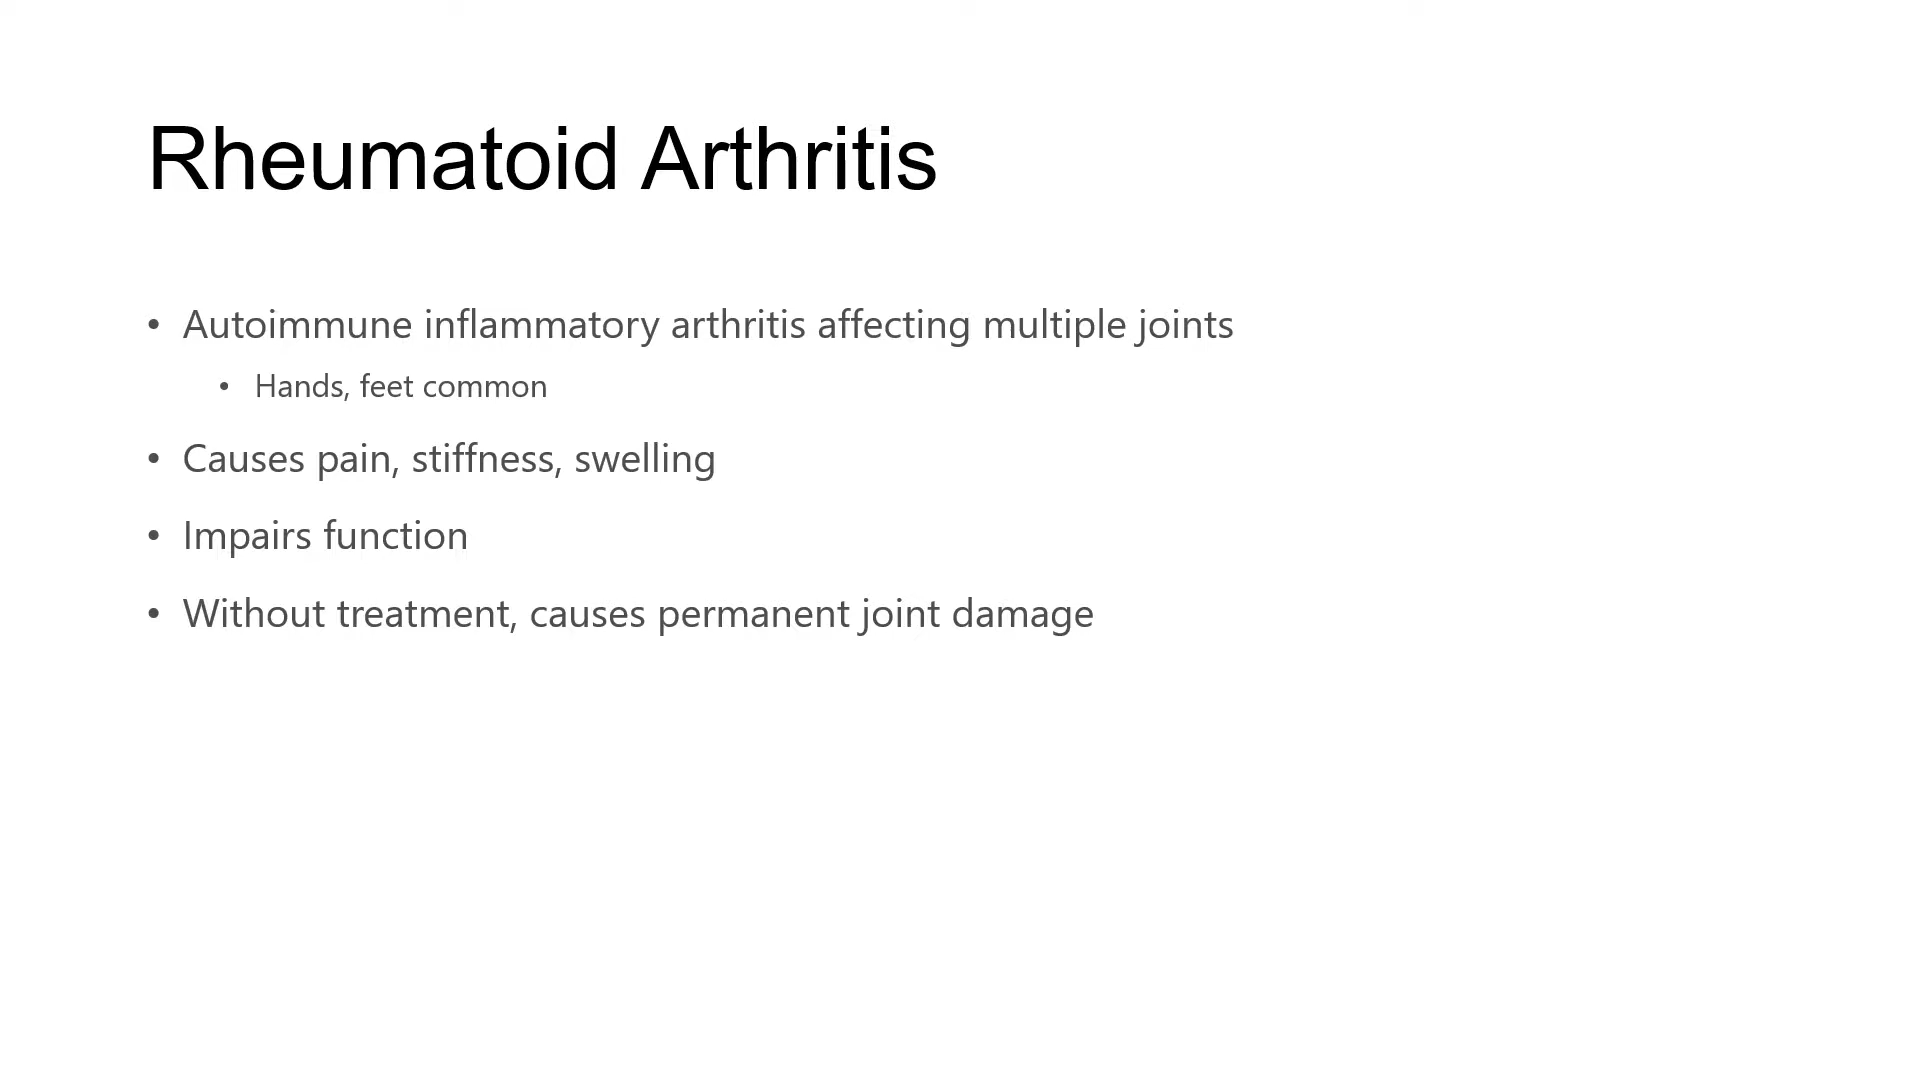 Rheumatoid Arthritis
• Autoimmune inflammatory arthritis affecting multiple joints
• Hands, feet common
• Causes pain, stiffness, swelling
• Impairs function
• Without treatment, causes permanent joint damage